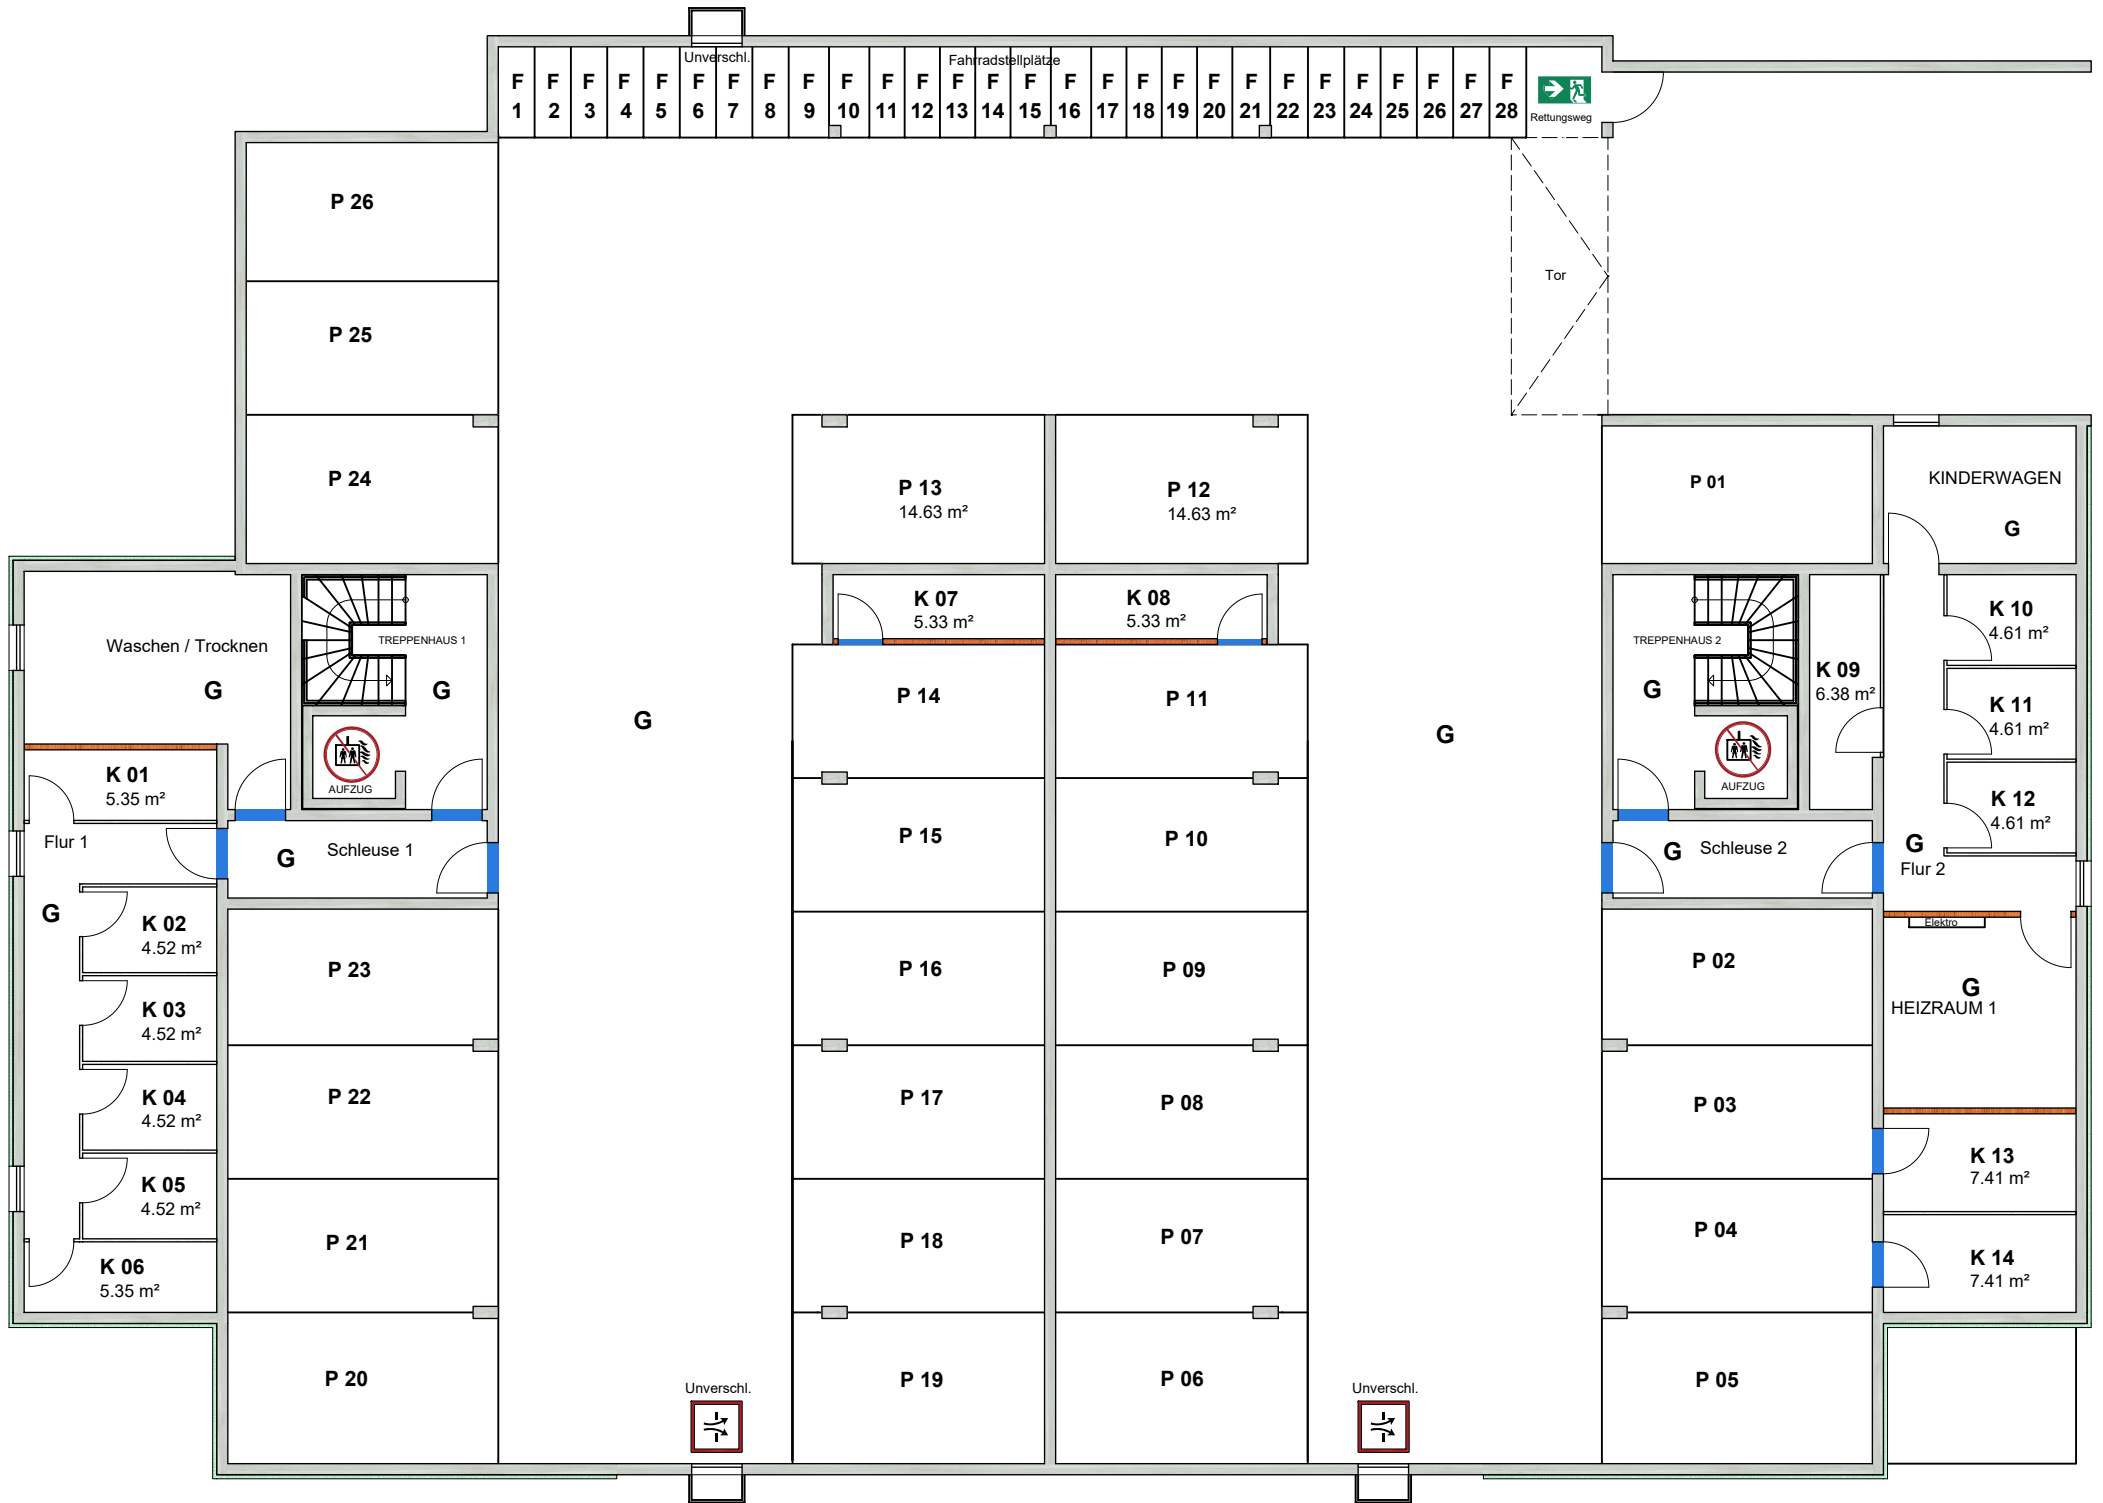 Unverschl.
Fahrradstellplätze
F 1
F 2
F 3
F 4
F 5
F 6
F 7
F 8
F 9
F 10
F 11
F 12
F 13
F 14
F 15
F 16
F 17
F 18
F 19
F 20
F 21
F 22
F 23
F 24
F 25
F 26
F 27
F 28
Rettungsweg
P 26
Tor
P 25
P 24
P 13
14.63 m²
P 12
14.63 m²
P 01
KINDERWAGEN
G
Waschen / Trocknen
G
TREPPENHAUS 1
G
AUFZUG
K 07
5.33 m²
K 08
5.33 m²
TREPPENHAUS 2
G
AUFZUG
K 09
6.38 m²
K 10
4.61 m²
K 11
4.61 m²
K 12
4.61 m²
G
G
P 14
P 11
K 01
5.35 m²
Flur 1
G
G
Schleuse 1
P 15
P 10
G
Schleuse 2
G
Flur 2
K 02
4.52 m²
P 23
P 16
P 09
P 02
Elektro
G
HEIZRAUM 1
K 03
4.52 m²
K 04
4.52 m²
P 22
P 17
P 08
P 03
K 13
7.41 m²
K 05
4.52 m²
P 21
P 18
P 07
P 04
K 14
7.41 m²
K 06
5.35 m²
P 20
Unverschl.
P 19
P 06
Unverschl.
P 05